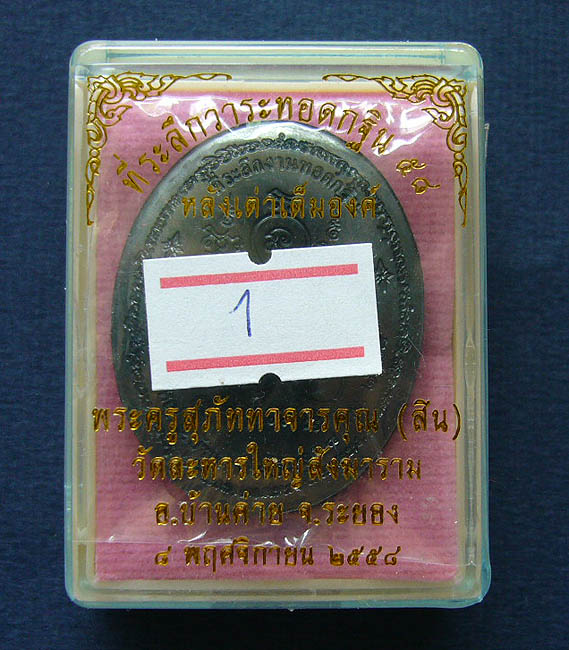 ที่ระลึกวาระทอดกฐิน ๕๘
หลังเต่าเต็มองค์
1
พระครูสุภัททาจารคุณ (สิน)
วัดละหารใหญ่สังฆาราม
อ.บ้านค่าย จ.ระยอง
๘ พฤศจิกายน ๒๕๕๘